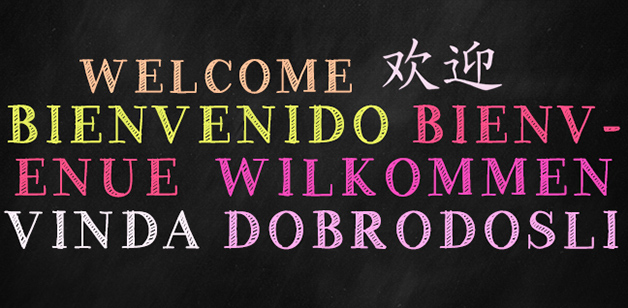 WELCOME 欢迎
BIENVENIDO BIENV-
ENUE WILKOMMEN
VINDA DOBRODOSLI